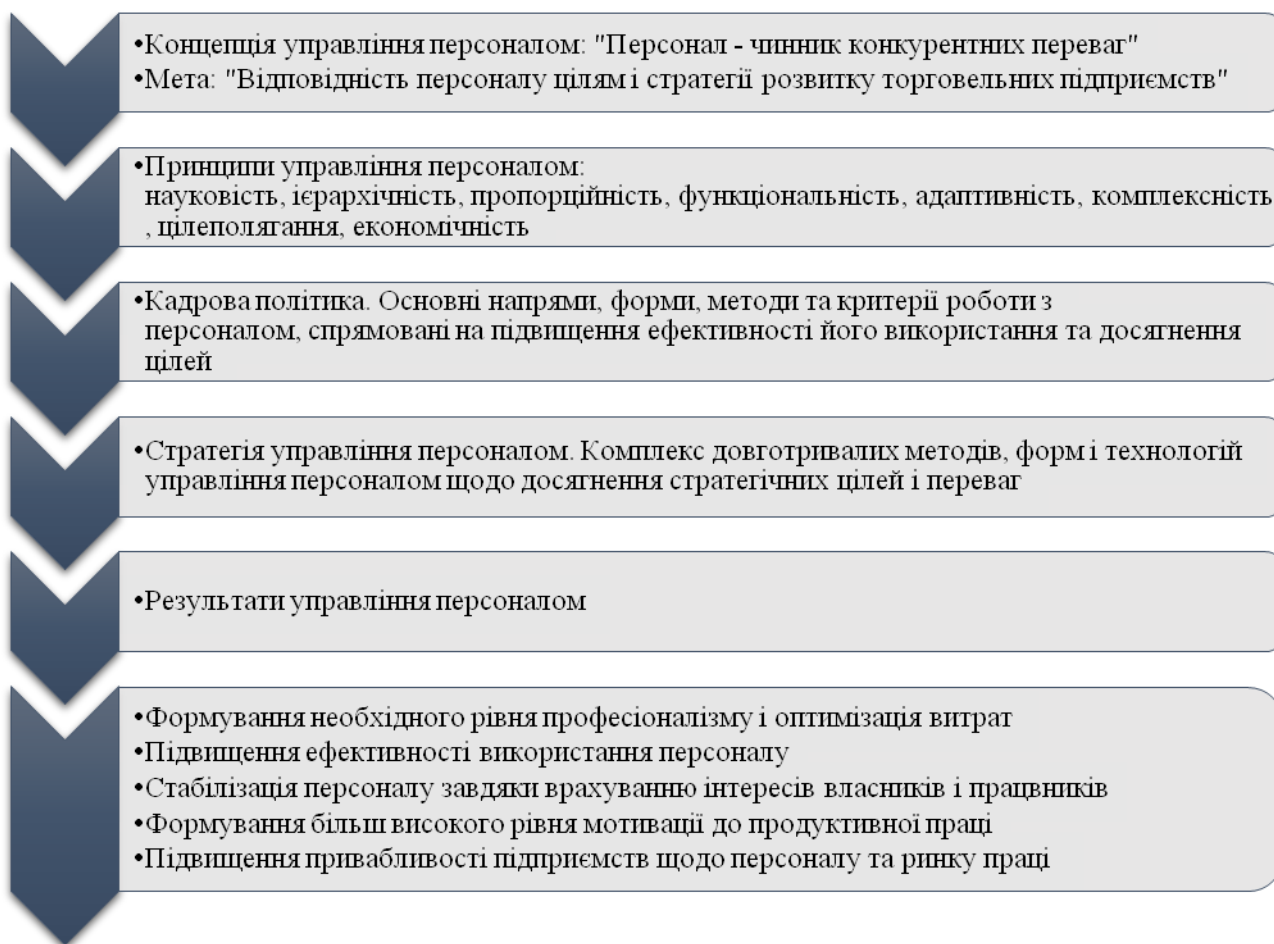 •Концепція управління персоналом: "Персонал - чинник конкурентних переваг"
•Мета: "Відповідність персоналу цілям і стратегії розвитку торговельних підприємств"
•Принципи управління персоналом:
науковість, ієрархічність, пропорційність, функціональність, адаптивність, комплексність
, цілеполягання, економічність
•Кадрова політика. Основні напрями, форми, методи та критерії роботи з
персоналом, спрямовані на підвищення ефективності його використання та досягнення
цілей
•Стратегія управління персоналом. Комплекс довготривалих методів, форм і технологій
управління персоналом щодо досягнення стратегічних цілей і переваг
•Результати управління персоналом
•Формування необхідного рівня професіоналізму і оптимізація витрат
•Підвищення ефективності використання персоналу
•Стабілізація персоналу завдяки врахуванню інтересів власників і працвників
•Формування більш високого рівня мотивації до продуктивної праці
•Підвищення привабливості підприємств щодо персоналу та ринку праці